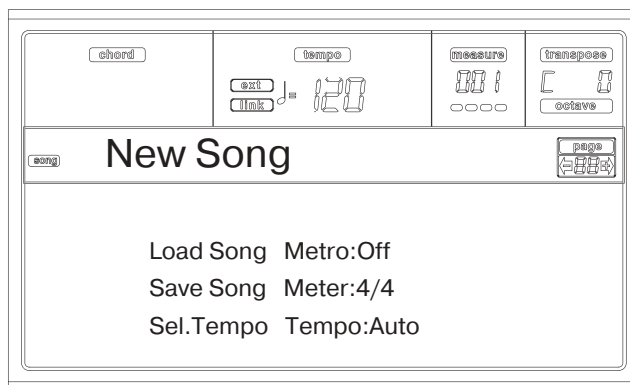 chord tempo measure transpose
ext
link = 120 001 C 0
octave
song New Song page
88
Load Song Metro:Off
Save Song Meter:4/4
Sel.Tempo Tempo:Auto